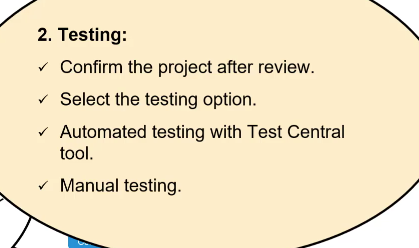 2. Testing:
✓ Confirm the project after review.
✓ Select the testing option.
✓ Automated testing with Test Central
tool.
✓ Manual testing.